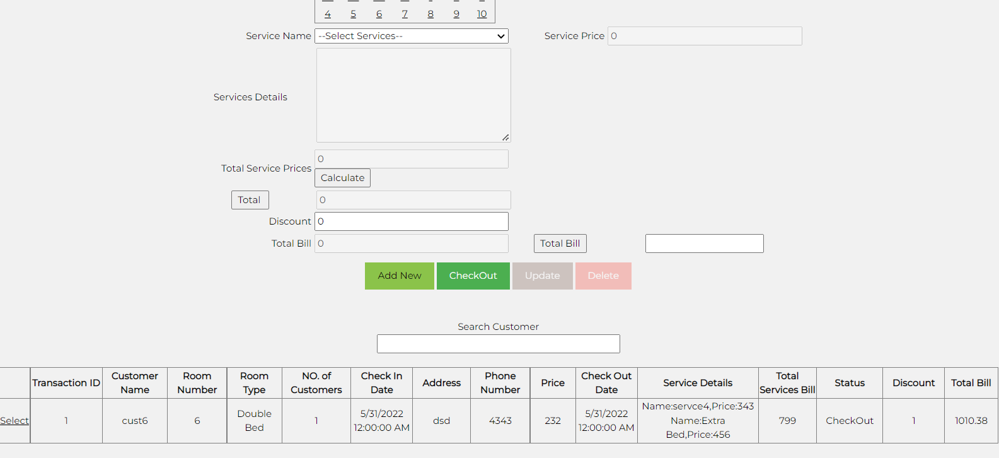 4 5 6 7 8 9 10
Service Name --Select Services-- Service Price 0
Services Details
Total Service Prices 0
Calculate
Total 0
Discount 0
Total Bill 0 Total Bill
Add New CheckOut Update Delete
Search Customer
Transaction ID Customer Name Room Number Room Type NO. of Customers Check In Date Address Phone Number Price Check Out Date Service Details Total Services Bill Status Discount Total Bill
Select 1 cust6 6 Double Bed 1 5/31/2022 12:00:00 AM dsd 4343 232 5/31/2022 12:00:00 AM Name:servce4,Price:343 Name:Extra Bed,Price:456 799 CheckOut 1 1010.38